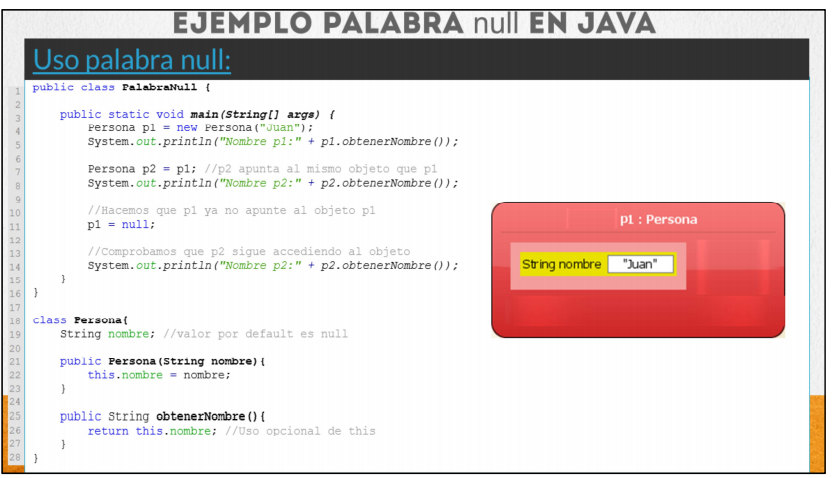 EJEMPLO PALABRA null EN JAVA
Uso palabra null:
1 public class PalabraNull {
2
3     public static void main(String[] args) {
4         Persona p1 = new Persona("Juan");
5         System.out.println("Nombre p1:" + p1.obtenerNombre());
6
7         Persona p2 = p1; //p2 apunta al mismo objeto que p1
8         System.out.println("Nombre p2:" + p2.obtenerNombre());
9
10         //Hacemos que p1 ya no apunte al objeto p1
11         p1 = null;
12
13         //Comprobamos que p2 sigue accediendo al objeto
14         System.out.println("Nombre p2:" + p2.obtenerNombre());
15     }
16 }
17
18 class Persona{
19     String nombre; //valor por default es null
20
21     public Persona(String nombre){
22         this.nombre = nombre;
23     }
24
25     public String obtenerNombre(){
26         return this.nombre; //Uso opcional de this
27     }
28 }
p1 : Persona
String nombre "Juan"